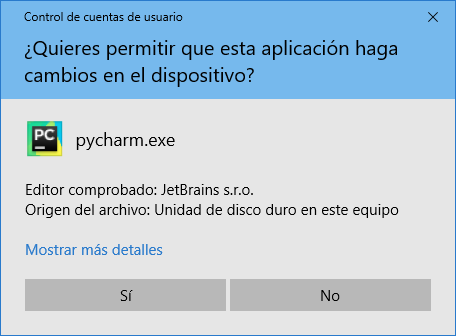 Control de cuentas de usuario
¿Quieres permitir que esta aplicación haga
cambios en el dispositivo?
PC
pycharm.exe
Editor comprobado: JetBrains s.r.o.
Origen del archivo: Unidad de disco duro en este equipo
Mostrar más detalles
Sí
No